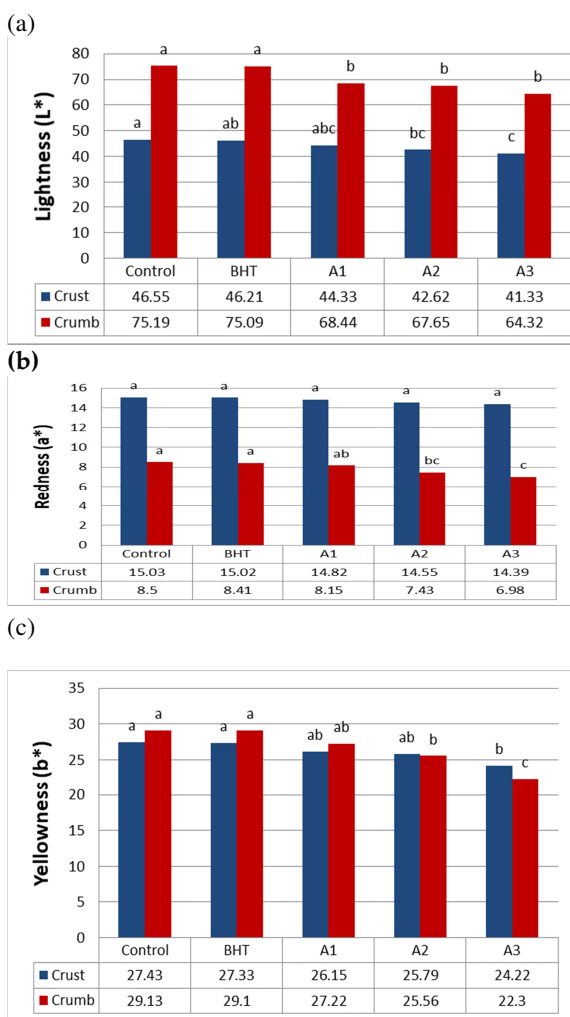 (a)
Lightness (L*)
80
70
60
50
40
30
20
10
0
a a b b b
a ab abc bc c
Control BHT A1 A2 A3
Crust 46.55 46.21 44.33 42.62 41.33
Crumb 75.19 75.09 68.44 67.65 64.32
(b)
Redness (a*)
16
14
12
10
8
6
4
2
0
a a a a a
a a ab bc c
Control BHT A1 A2 A3
Crust 15.03 15.02 14.82 14.55 14.39
Crumb 8.5 8.41 8.15 7.43 6.98
(c)
Yellowness (b*)
35
30
25
20
15
10
5
0
a a a a ab ab ab b b c
Control BHT A1 A2 A3
Crust 27.43 27.33 26.15 25.79 24.22
Crumb 29.13 29.1 27.22 25.56 22.3